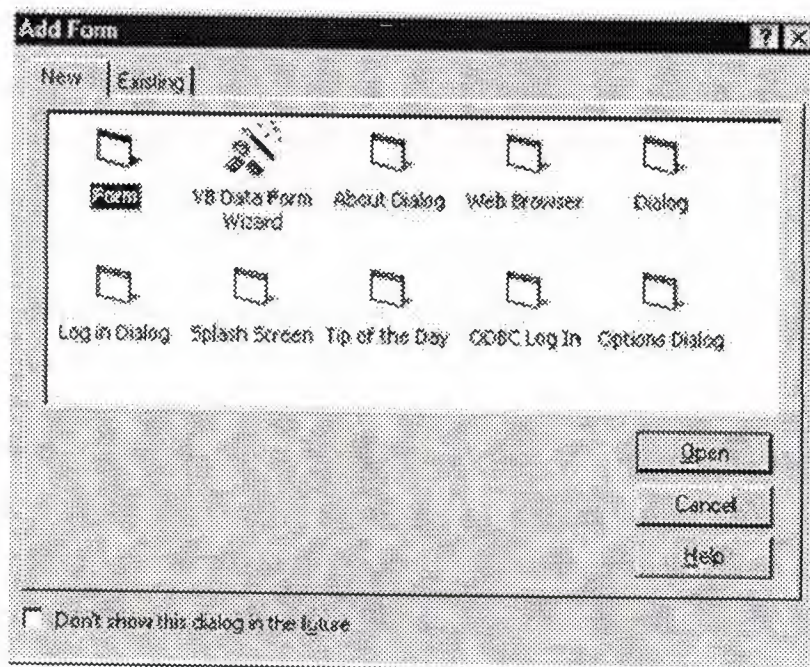 Add Form
New Existing
Form VB Data Form Wizard About Dialog Web Browser Dialog
Log in Dialog Splash Screen Tip of the Day ODBC Log In Options Dialog
Open
Cancel
Help
Don't show this dialog in the future